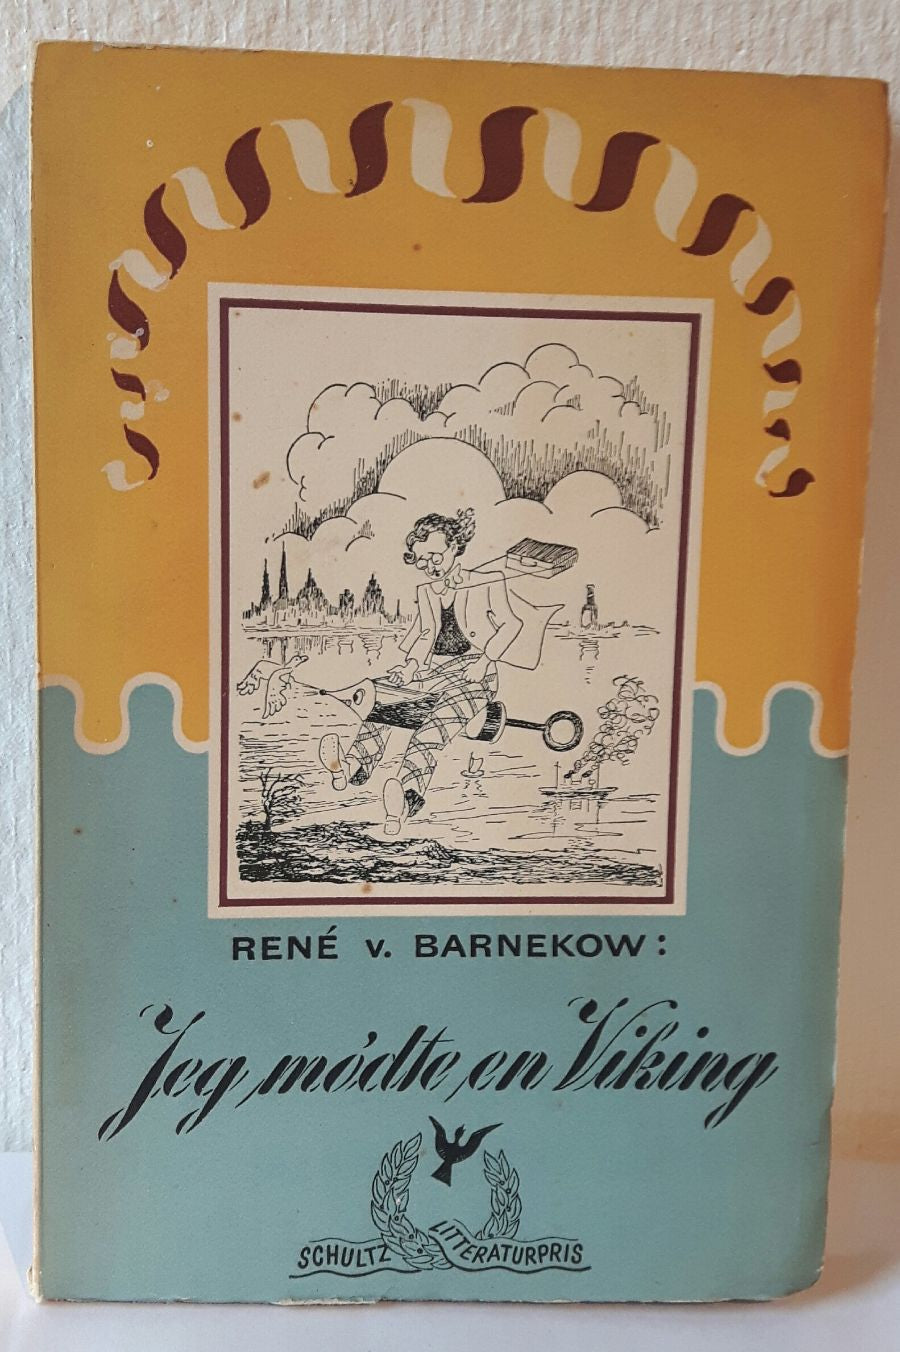 RENÉ v. BARNEKOW:
Jeg mødte en Viking
SCHULTZ LITTERATURPRIS